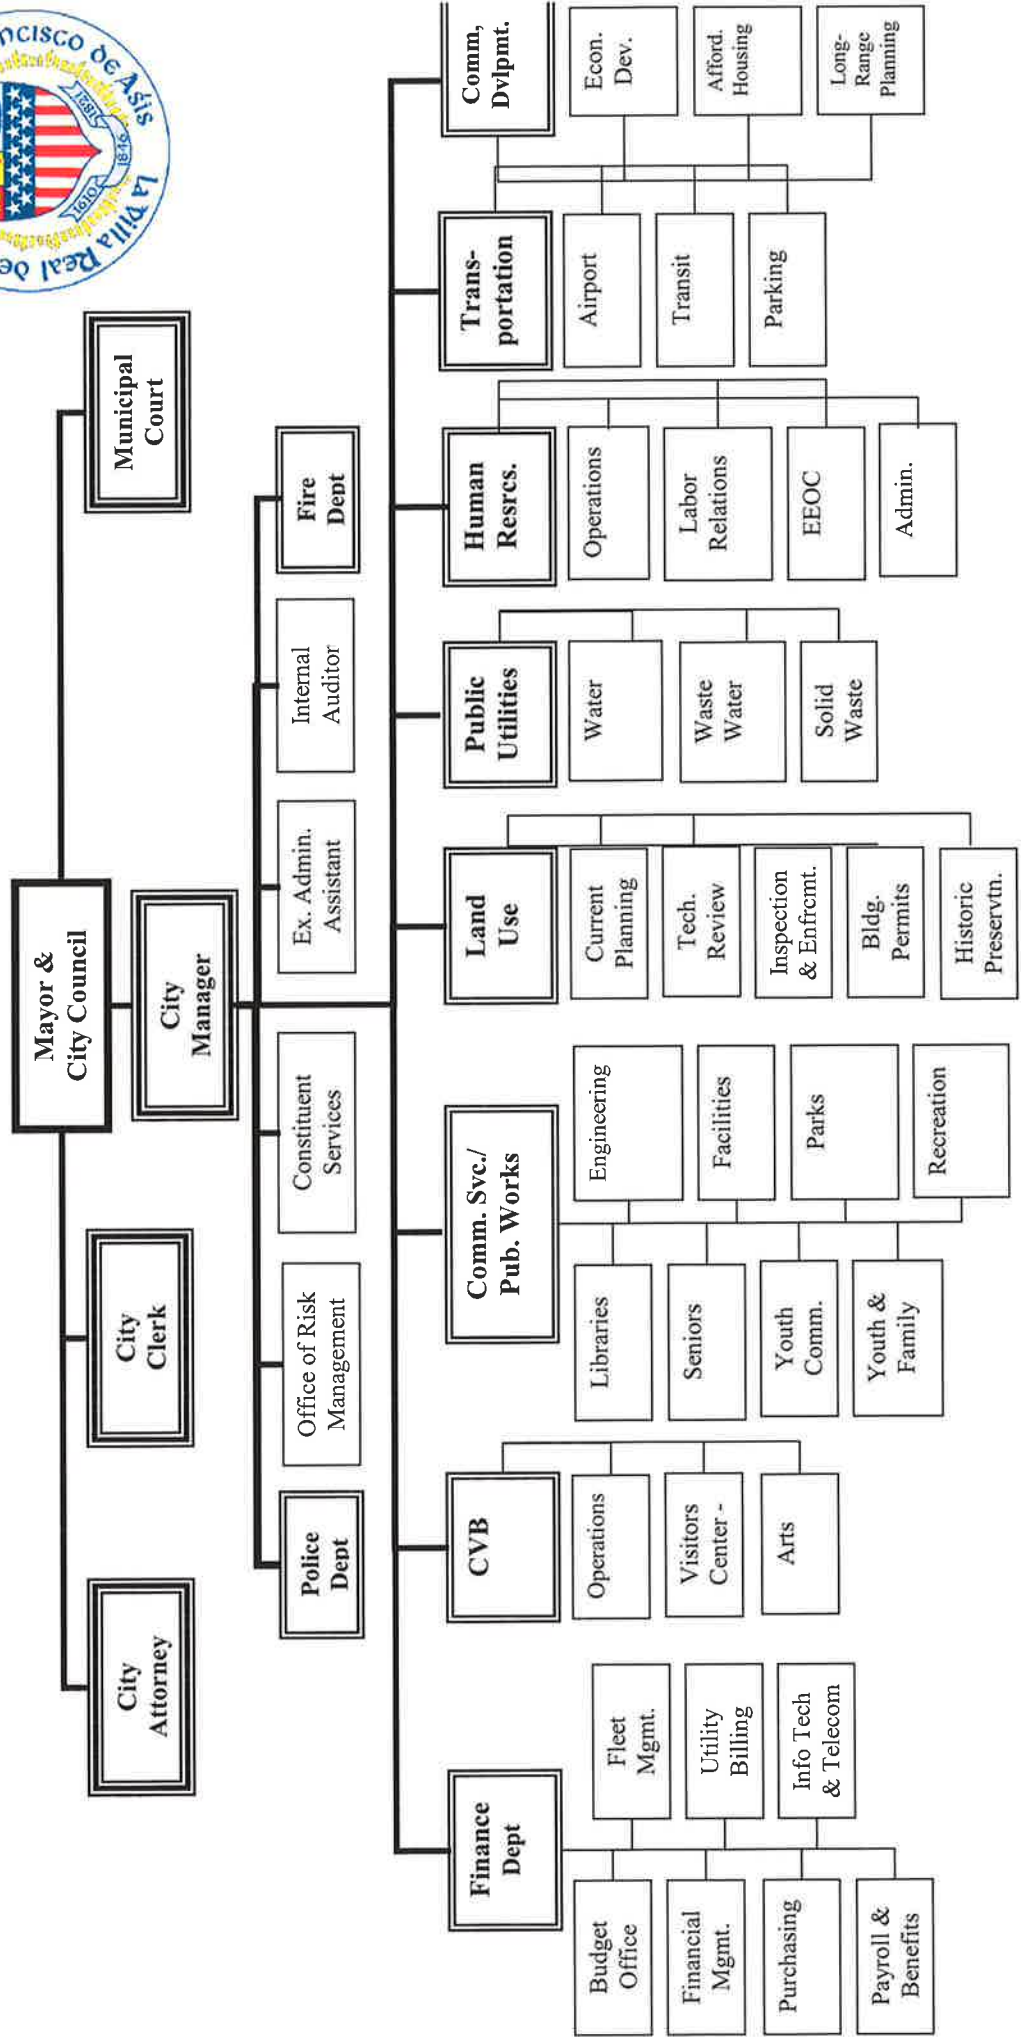 ncisco de Asis
La Villa Real de
1821
1846
1610
Mayor &
City Council
Municipal
Court
City
Manager
City
Clerk
City
Attorney
Police
Dept
Office of Risk
Management
Constituent
Services
Ex. Admin.
Assistant
Internal
Auditor
Fire
Dept
Finance
Dept
Budget
Office
Financial
Mgmt.
Purchasing
Payroll &
Benefits
Fleet
Mgmt.
Utility
Billing
Info Tech
& Telecom
CVB
Operations
Visitors
Center -
Arts
Comm. Svc./
Pub. Works
Libraries
Seniors
Youth
Comm.
Youth &
Family
Engineering
Facilities
Parks
Recreation
Land
Use
Current
Planning
Tech.
Review
Inspection
& Enfrcmt.
Bldg.
Permits
Historic
Preservtn.
Public
Utilities
Water
Waste
Water
Solid
Waste
Human
Resrcs.
Operations
Labor
Relations
EEOC
Admin.
Trans-
portation
Airport
Transit
Parking
Comm,
Dvlpmt.
Econ.
Dev.
Afford.
Housing
Long-
Range
Planning